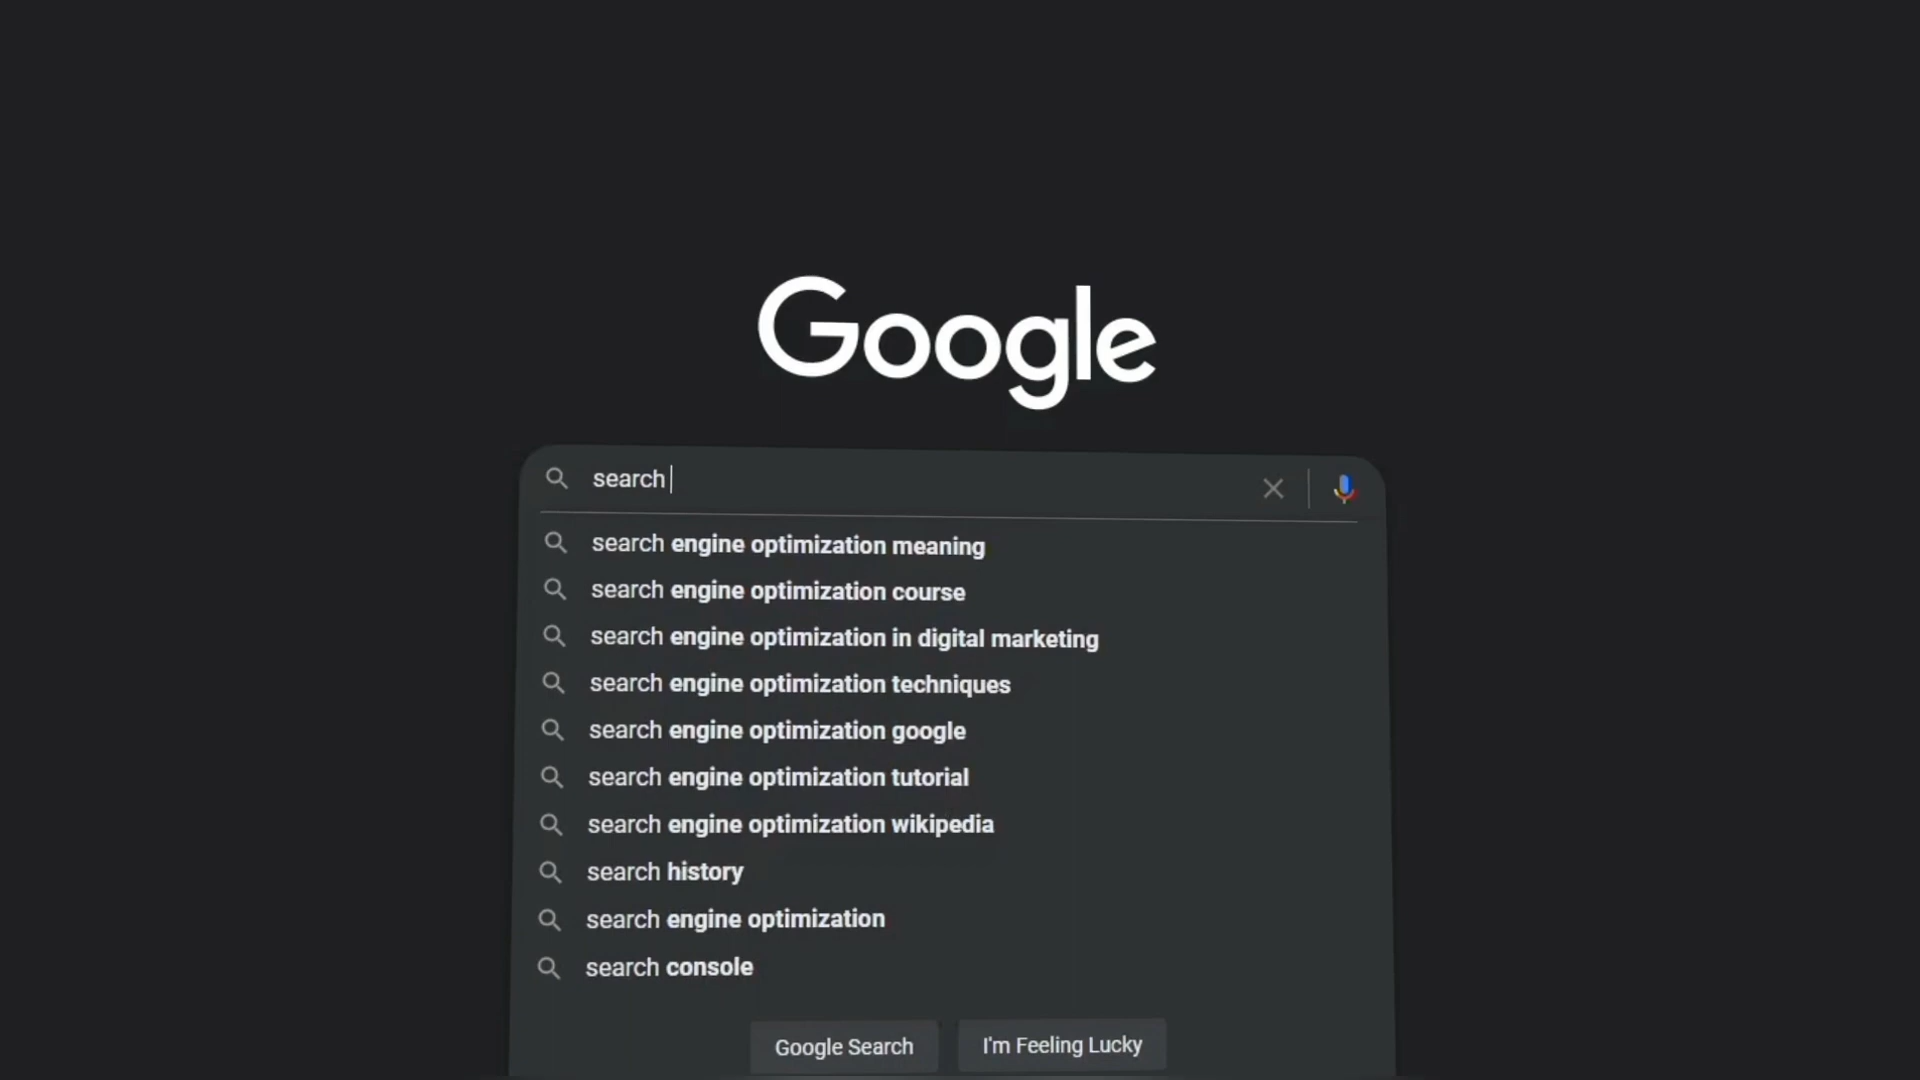 Google
search
search engine optimization meaning
search engine optimization course
search engine optimization in digital marketing
search engine optimization techniques
search engine optimization google
search engine optimization tutorial
search engine optimization wikipedia
search history
search engine optimization
search console
Google Search
I'm Feeling Lucky